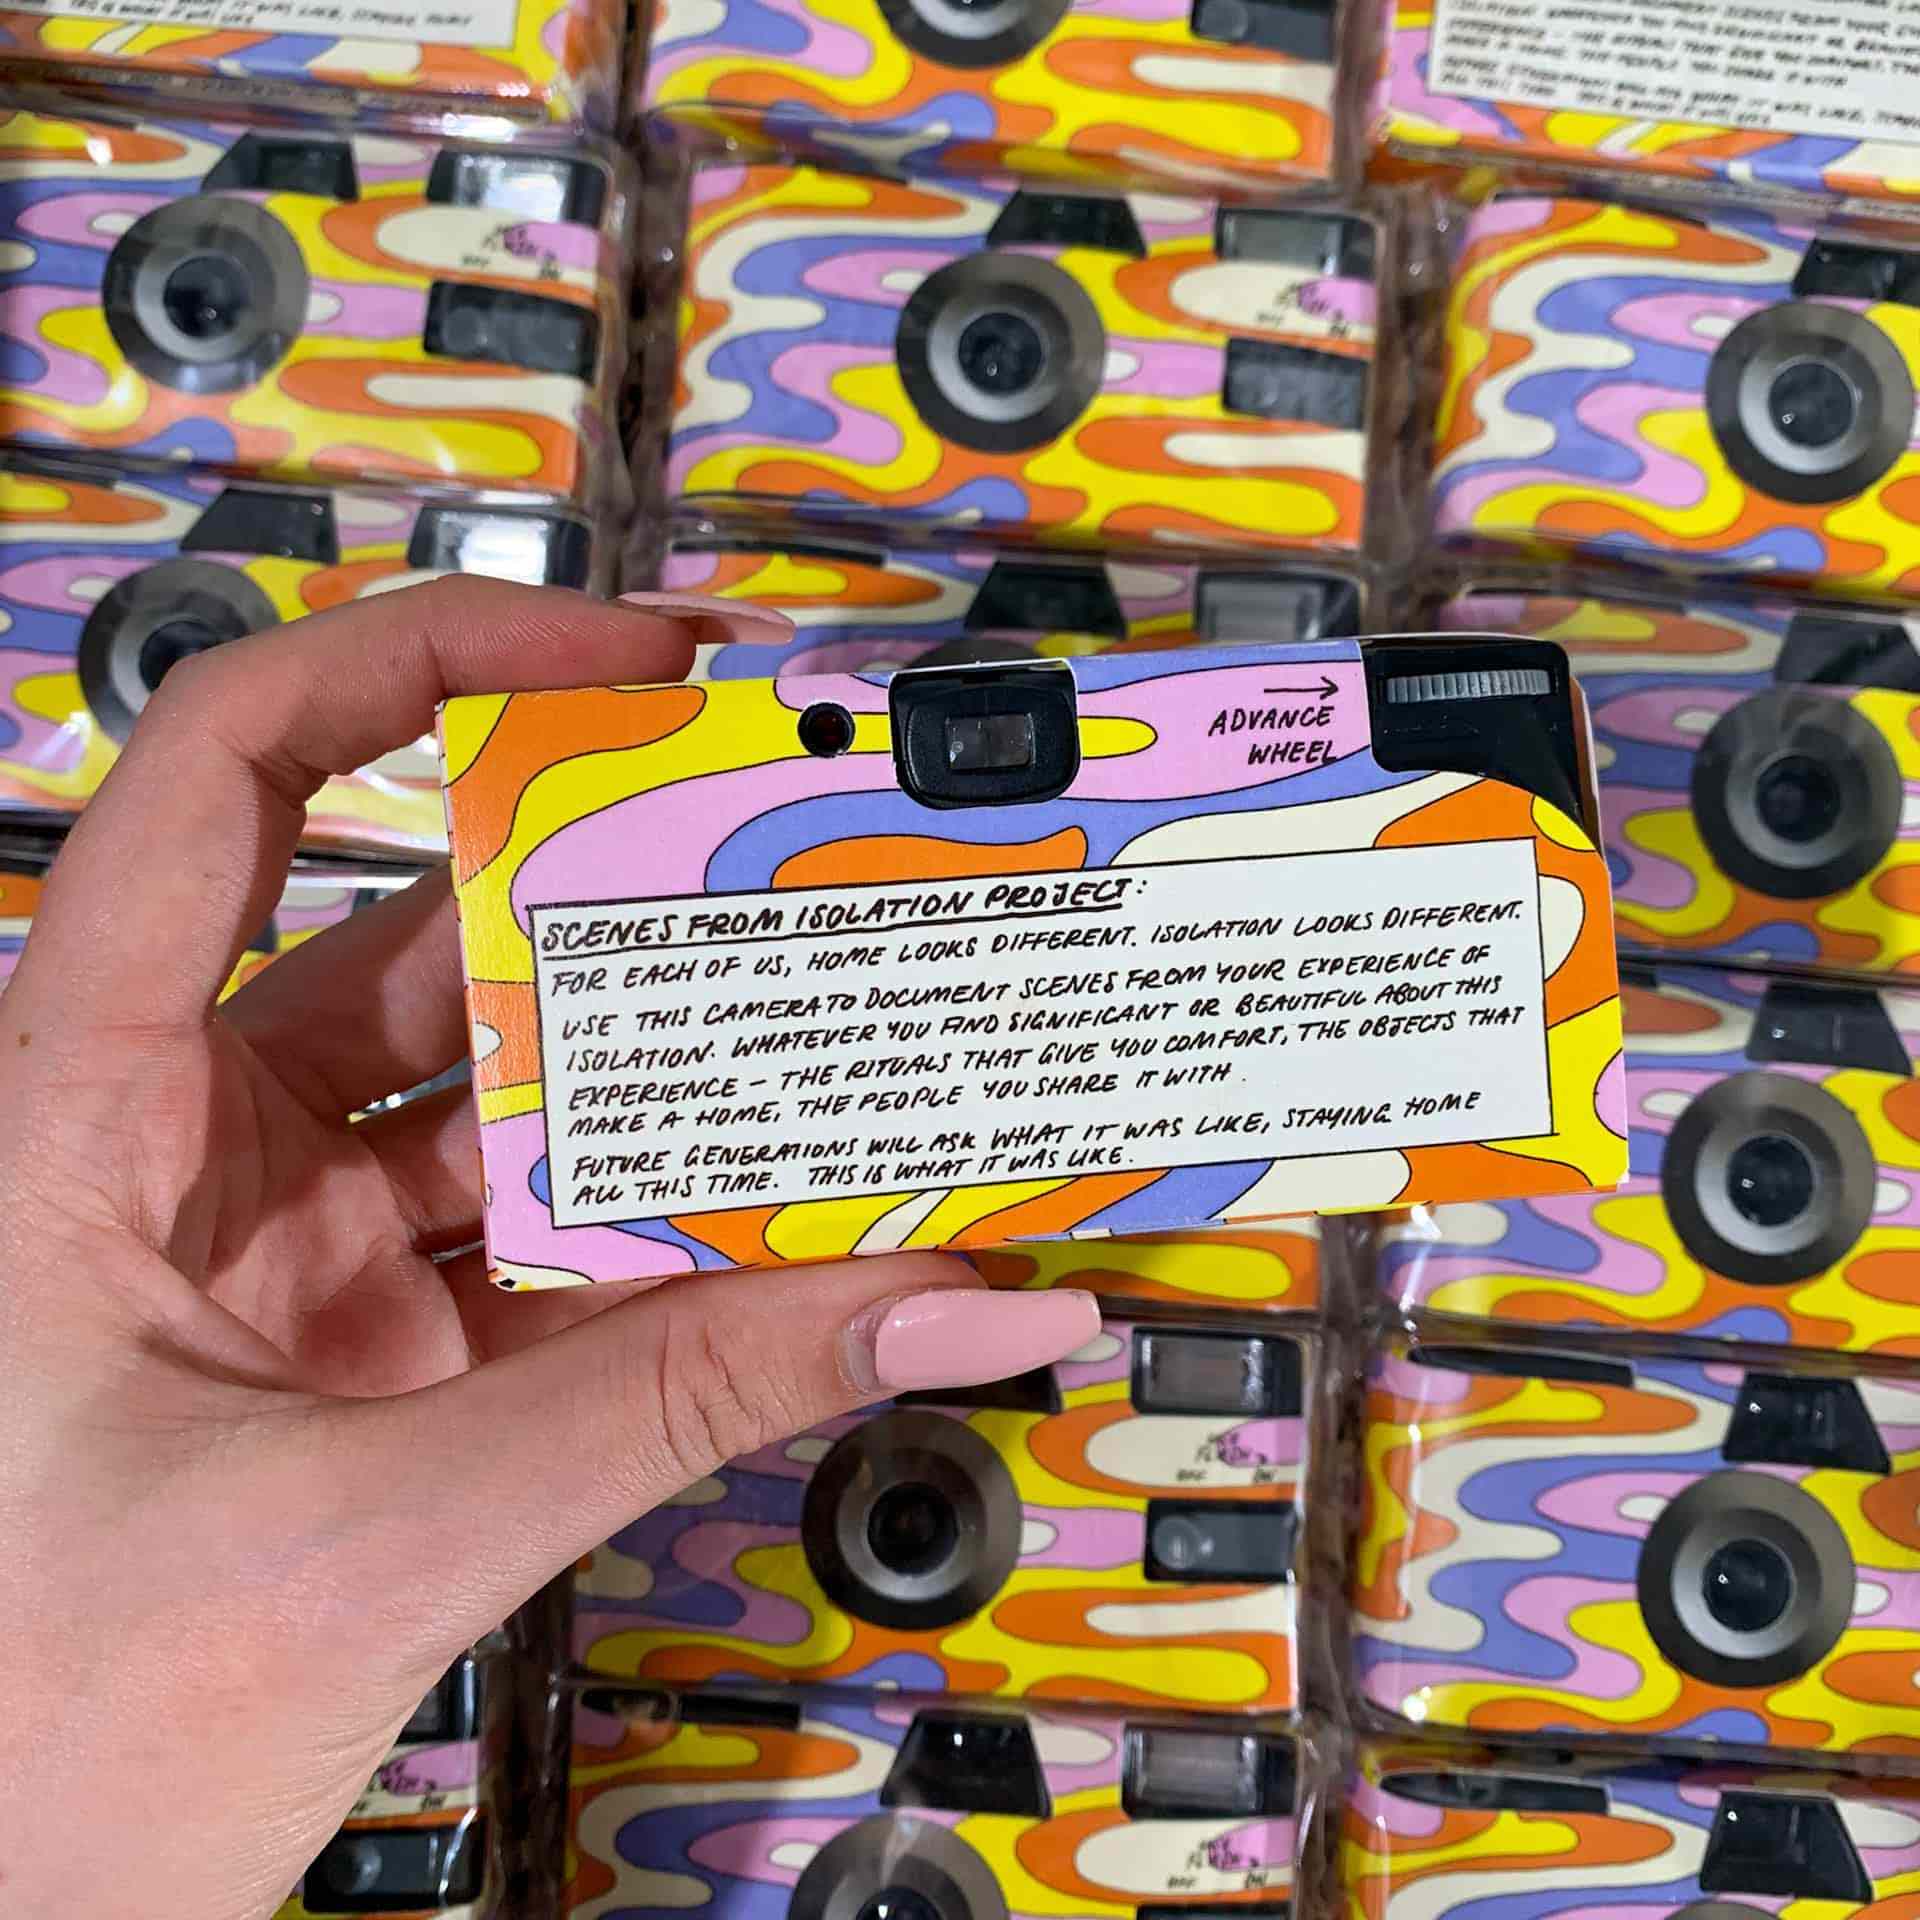 ADVANCE
WHEEL
SCENES FROM ISOLATION PROJECT:
FOR EACH OF US, HOME LOOKS DIFFERENT. ISOLATION LOOKS DIFFERENT.
USE THIS CAMERA TO DOCUMENT SCENES FROM YOUR EXPERIENCE OF
ISOLATION. WHATEVER YOU FIND SIGNIFICANT OR BEAUTIFUL ABOUT THIS
EXPERIENCE – THE RITUALS THAT GIVE YOU COMFORT, THE OBJECTS THAT
MAKE A HOME, THE PEOPLE YOU SHARE IT WITH.
FUTURE GENERATIONS WILL ASK WHAT IT WAS LIKE, STAYING HOME
ALL THIS TIME. THIS IS WHAT IT WAS LIKE.